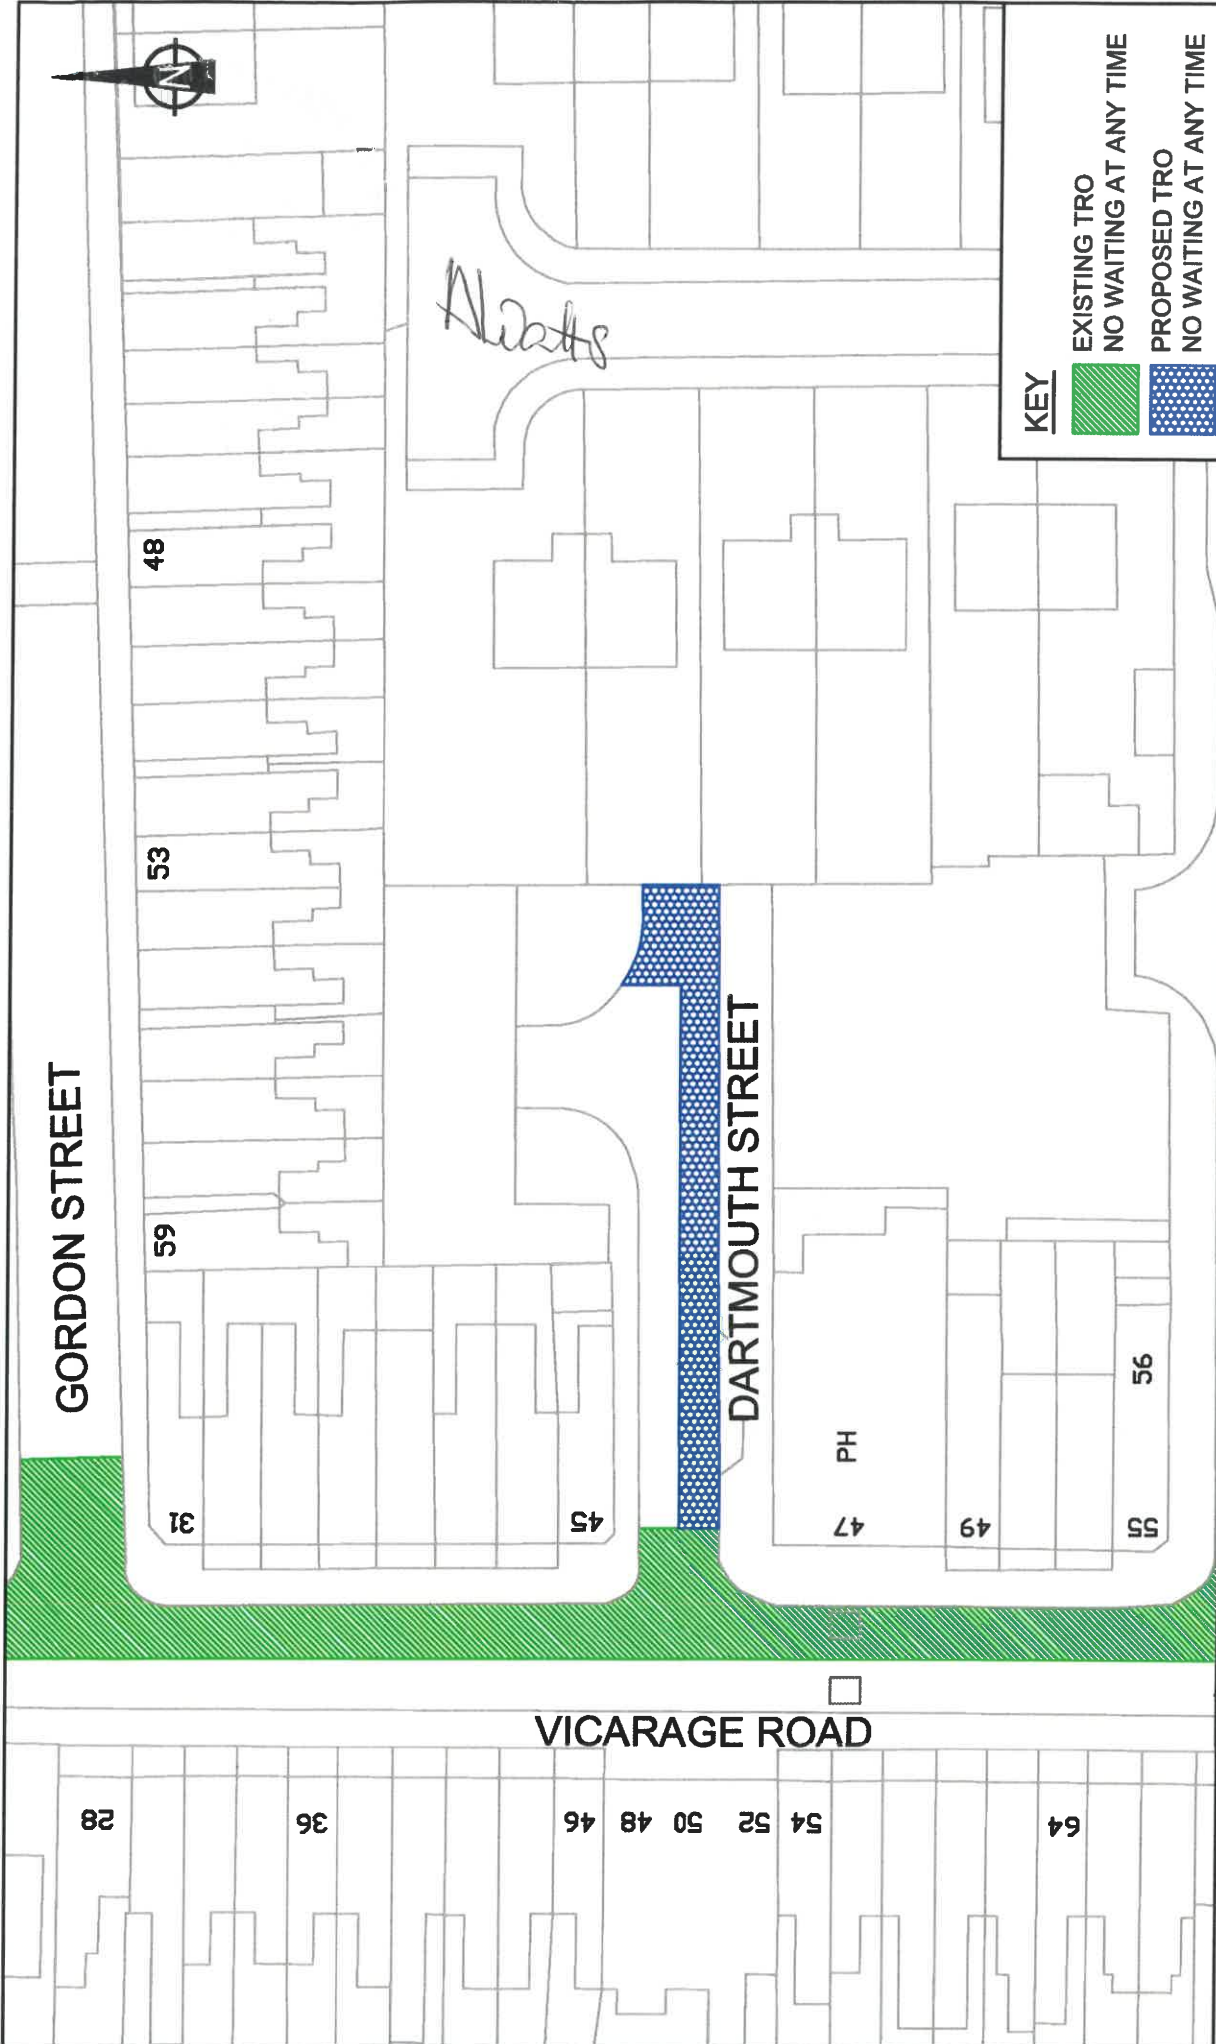 N
GORDON STREET
48
53
59
31
45
AWatts
DARTMOUTH STREET
PH
47
49
55
56
VICARAGE ROAD
28
36
46
48
50
52
54
64
KEY
EXISTING TRO
NO WAITING AT ANY TIME
PROPOSED TRO
NO WAITING AT ANY TIME